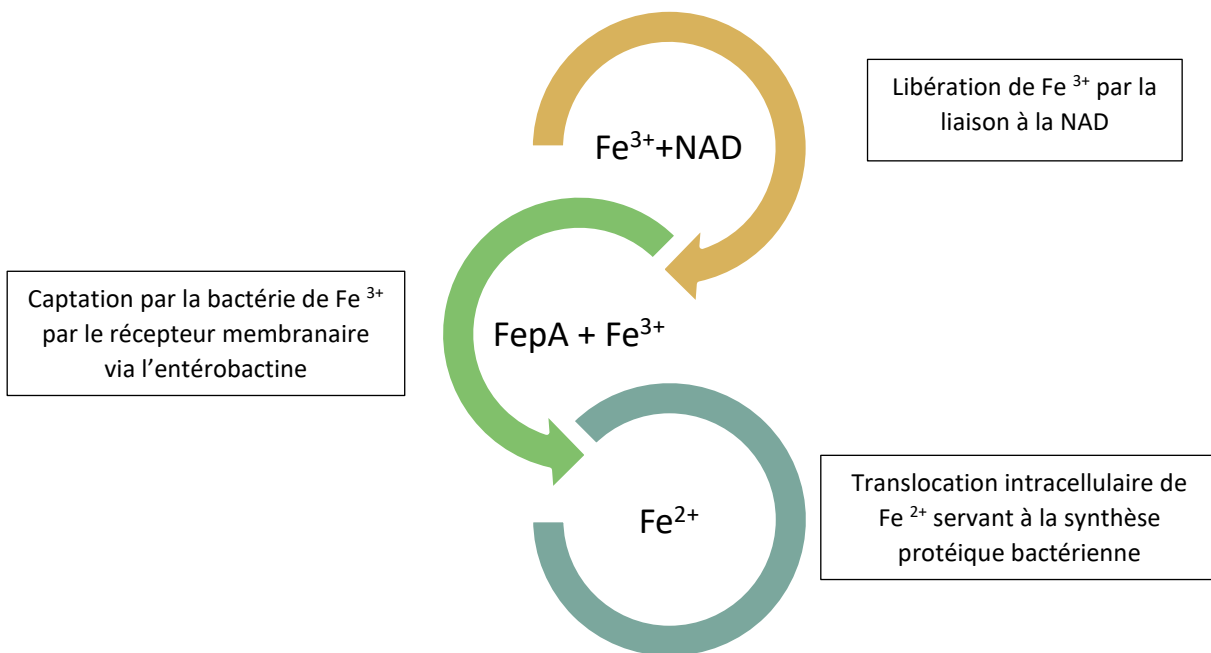 Fe³⁺+NAD
Libération de Fe ³⁺ par la
liaison à la NAD
Captation par la bactérie de Fe ³⁺
par le récepteur membranaire
via l’entérobactine
FepA + Fe³⁺
Fe²⁺
Translocation intracellulaire de
Fe ²⁺ servant à la synthèse
protéique bactérienne